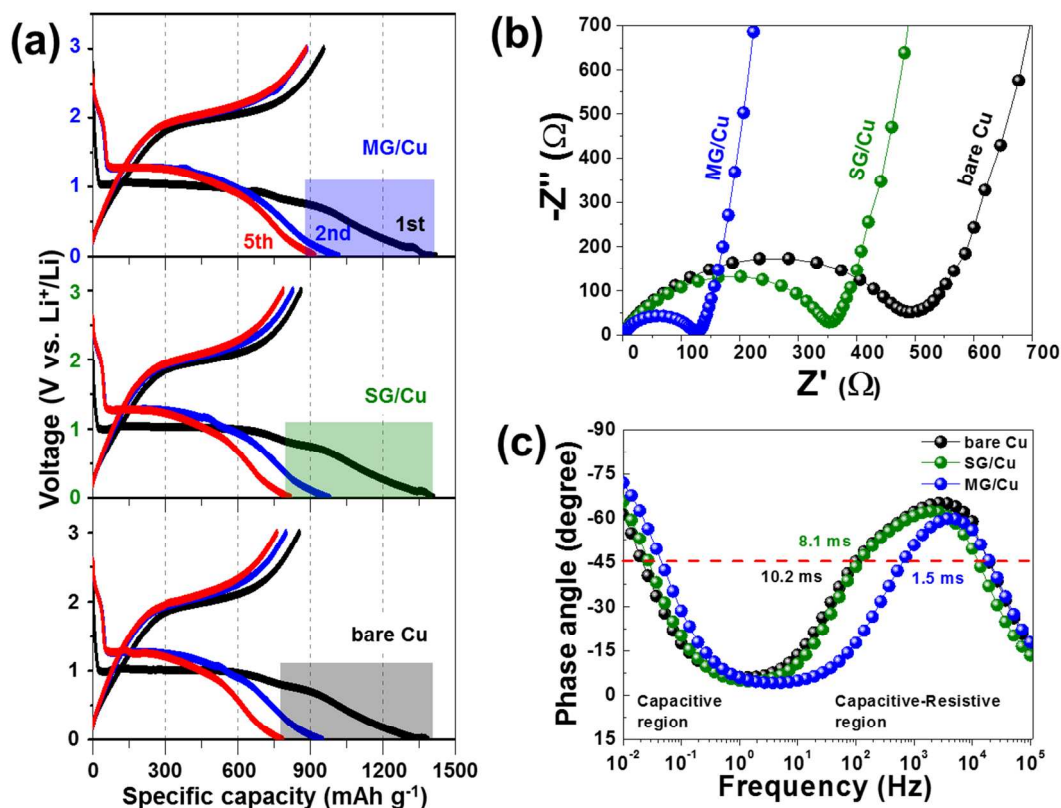 (a)
Voltage (V vs. Li⁺/Li)
3
2
1
0
MG/Cu
1st
2nd
5th
3
2
1
0
SG/Cu
3
2
1
0
bare Cu
0 300 600 900 1200 1500
Specific capacity (mAh g⁻¹)
(b)
-Z'' (Ω)
700
600
500
400
300
200
100
0
MG/Cu
SG/Cu
bare Cu
0 100 200 300 400 500 600 700
Z' (Ω)
(c)
Phase angle (degree)
-90
-75
-60
-45
-30
-15
0
15
bare Cu
SG/Cu
MG/Cu
8.1 ms
10.2 ms
1.5 ms
Capacitive
region
Capacitive-Resistive
region
10⁻² 10⁻¹ 10⁰ 10¹ 10² 10³ 10⁴ 10⁵
Frequency (Hz)